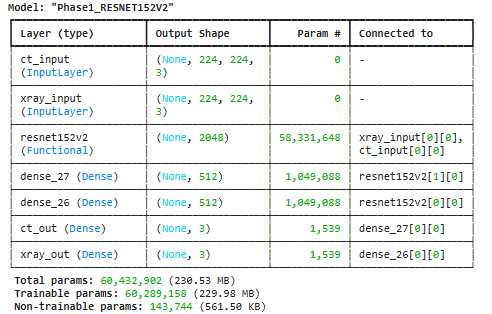 Model: "Phase1_RESNET152V2"
Layer (type) Output Shape Param # Connected to
ct_input (None, 224, 224, 0 -
(InputLayer) 3)
xray_input (None, 224, 224, 0 -
(InputLayer) 3)
resnet152v2 (None, 2048) 58,331,648 xray_input[0][0],
(Functional) ct_input[0][0]
dense_27 (Dense) (None, 512) 1,049,088 resnet152v2[1][0]
dense_26 (Dense) (None, 512) 1,049,088 resnet152v2[0][0]
ct_out (Dense) (None, 3) 1,539 dense_27[0][0]
xray_out (Dense) (None, 3) 1,539 dense_26[0][0]
Total params: 60,432,902 (230.53 MB)
Trainable params: 60,289,158 (229.98 MB)
Non-trainable params: 143,744 (561.50 KB)